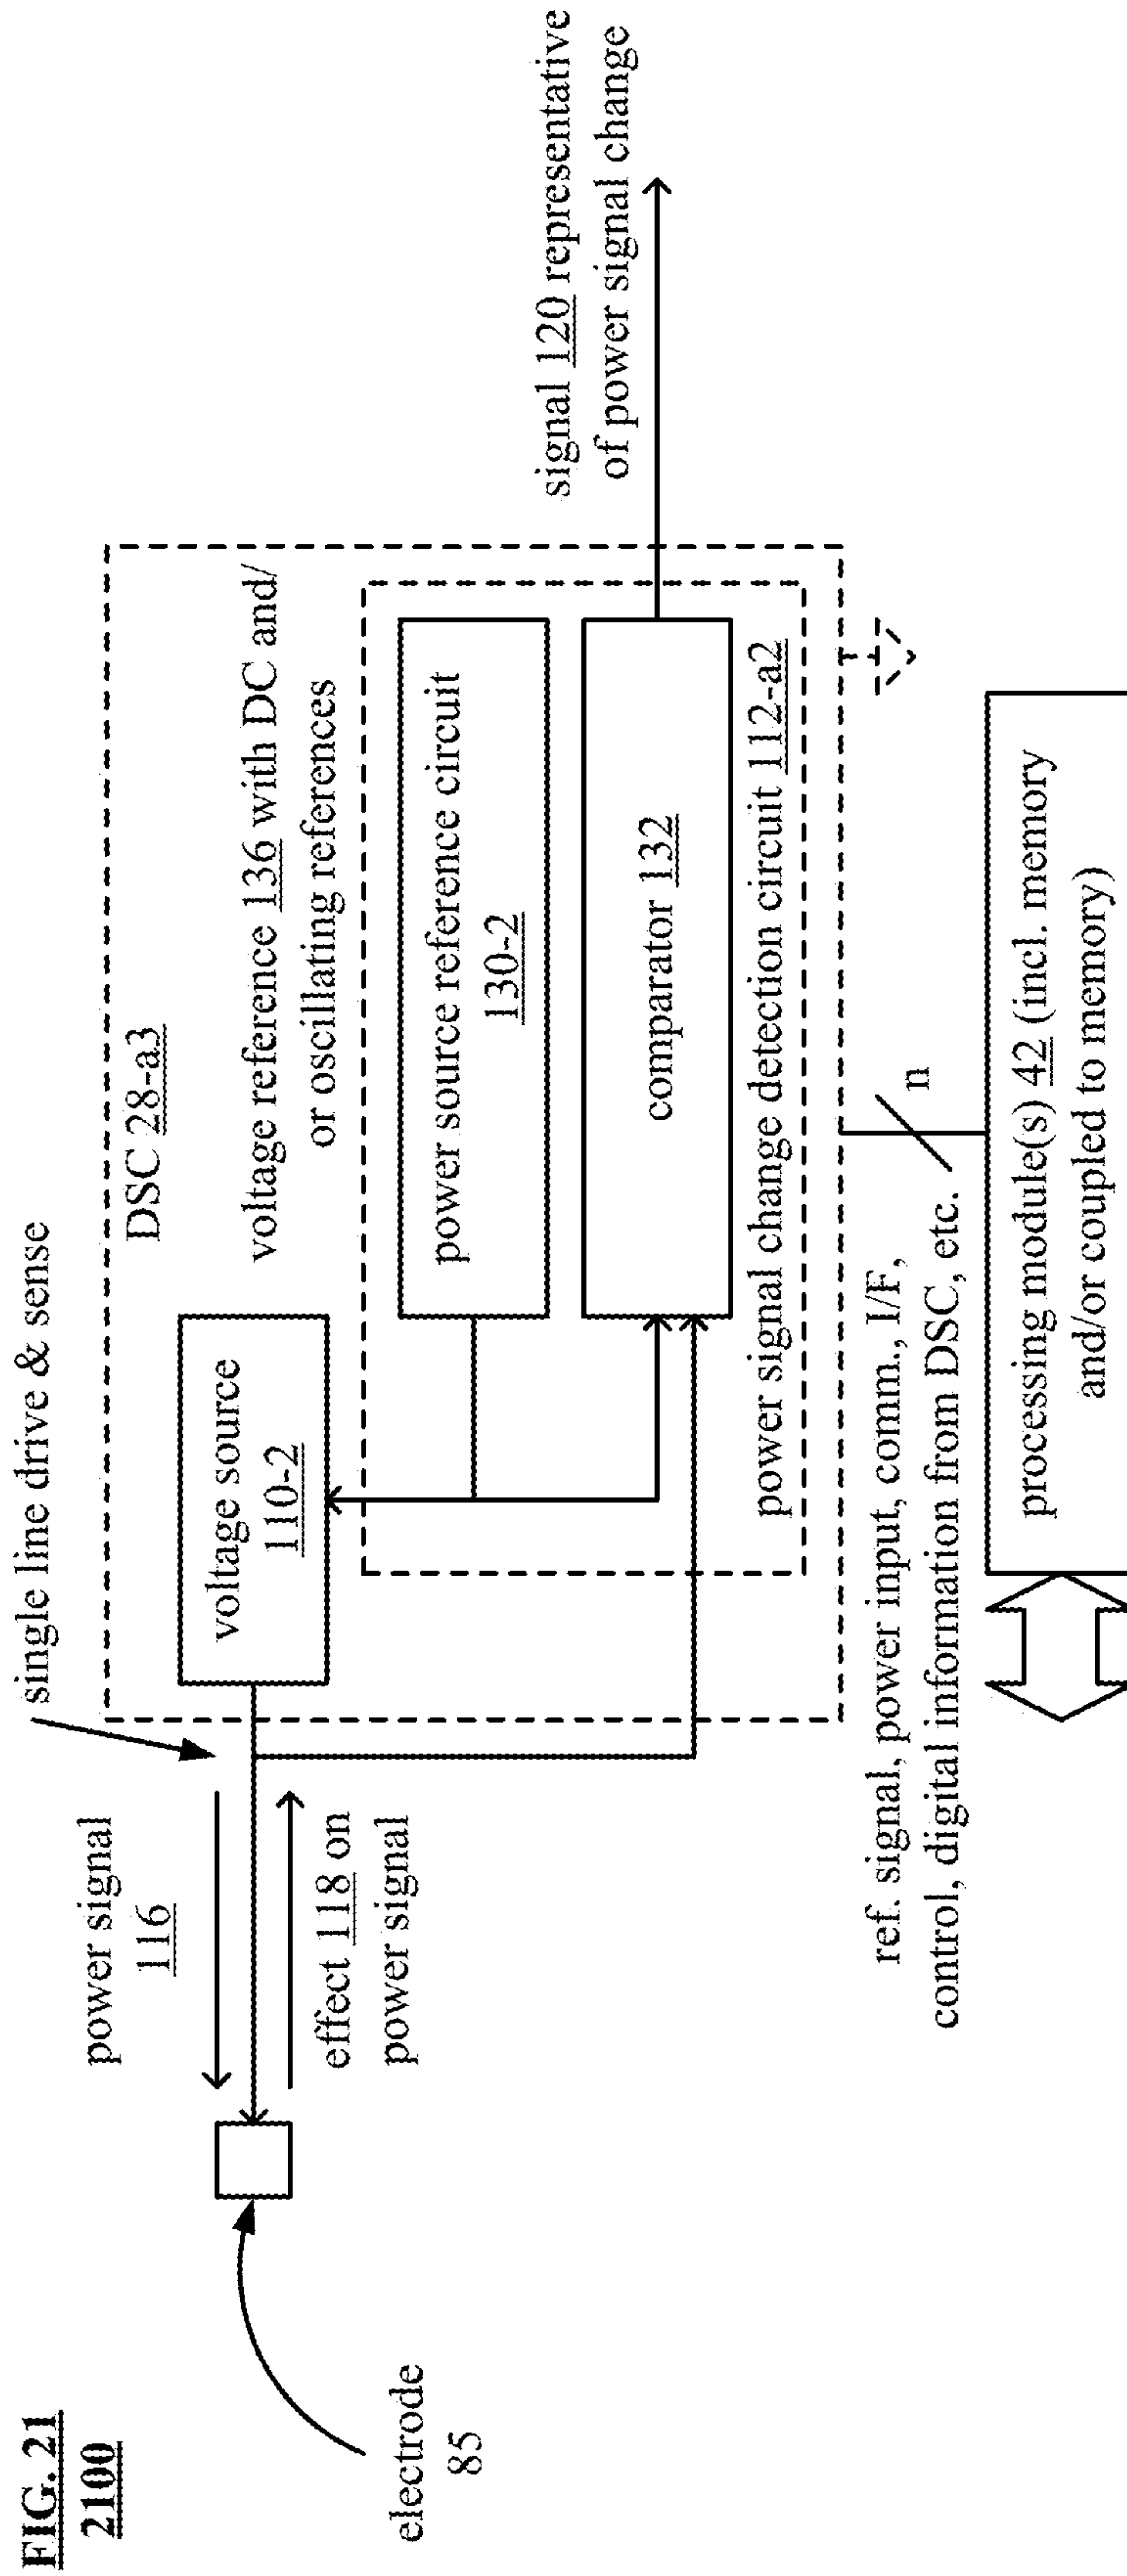 FIG. 21
2100
single line drive & sense
power signal
116
effect 118 on
power signal
electrode
85
DSC 28-a3
voltage source
110-2
voltage reference 136 with DC and/
or oscillating references
power source reference circuit
130-2
comparator 132
power signal change detection circuit 112-a2
signal 120 representative
of power signal change
ref. signal, power input, comm., I/F,
control, digital information from DSC, etc.
n
processing module(s) 42 (incl. memory
and/or coupled to memory)